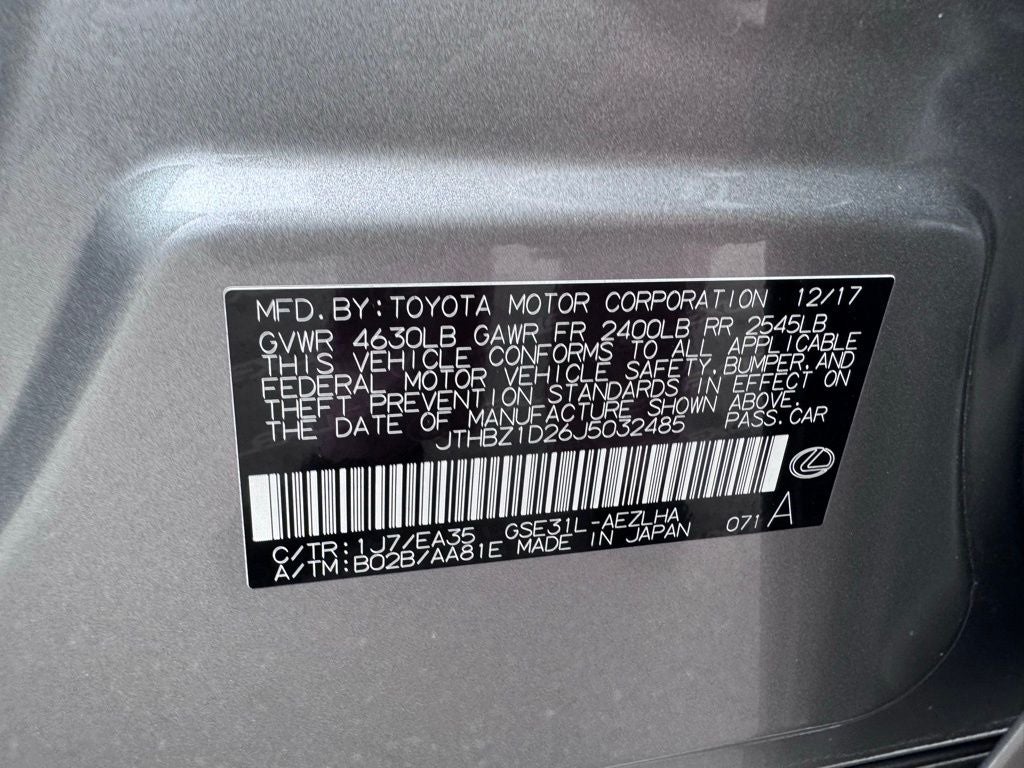 MFD. BY: TOYOTA MOTOR CORPORATION 12/17
GVWR 4630LB GAWR FR 2400LB RR 2545LB
THIS VEHICLE CONFORMS TO ALL APPLICABLE
FEDERAL MOTOR VEHICLE SAFETY, BUMPER, AND
THEFT PREVENTION STANDARDS IN EFFECT ON
THE DATE OF MANUFACTURE SHOWN ABOVE.
JTHBZ1D26J5032485 PASS. CAR
C/TR: 1J7/EA35 GSE31L-AEZLHA
A/TM: B02B/AA81E MADE IN JAPAN 071 A